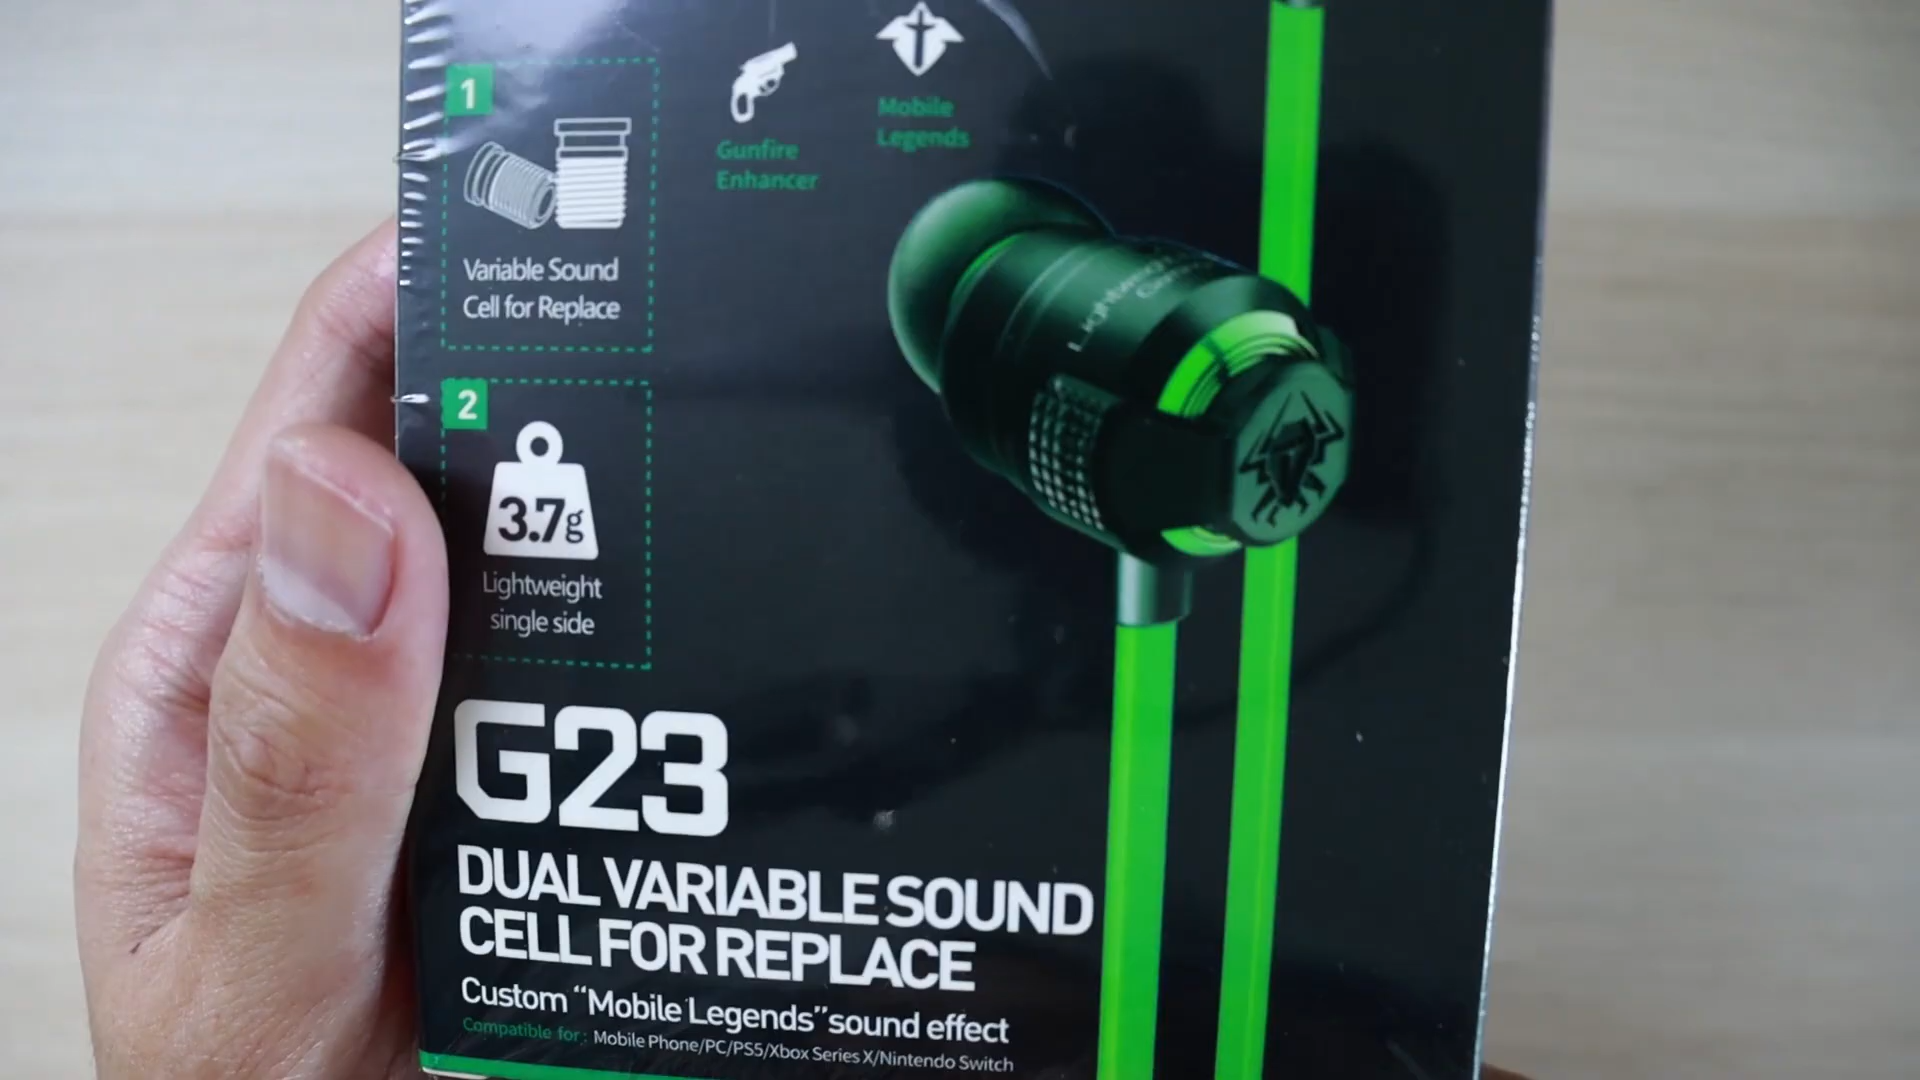 1
Variable Sound
Cell for Replace
Gunfire
Enhancer
Mobile
Legends
2
3.7g
Lightweight
single side
G23
DUAL VARIABLE SOUND
CELL FOR REPLACE
Custom “Mobile Legends” sound effect
Compatible for: Mobile Phone/PC/PS5/Xbox Series X/Nintendo Switch